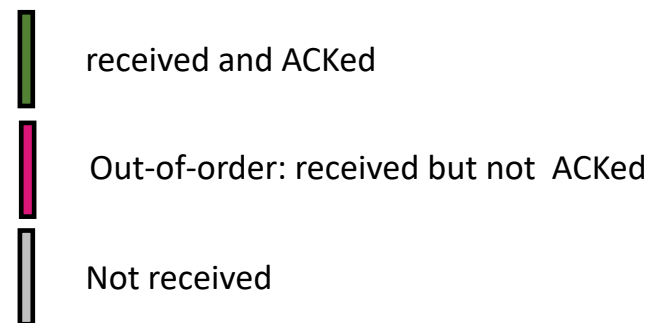 received and ACKed
Out-of-order: received but not ACKed
Not received